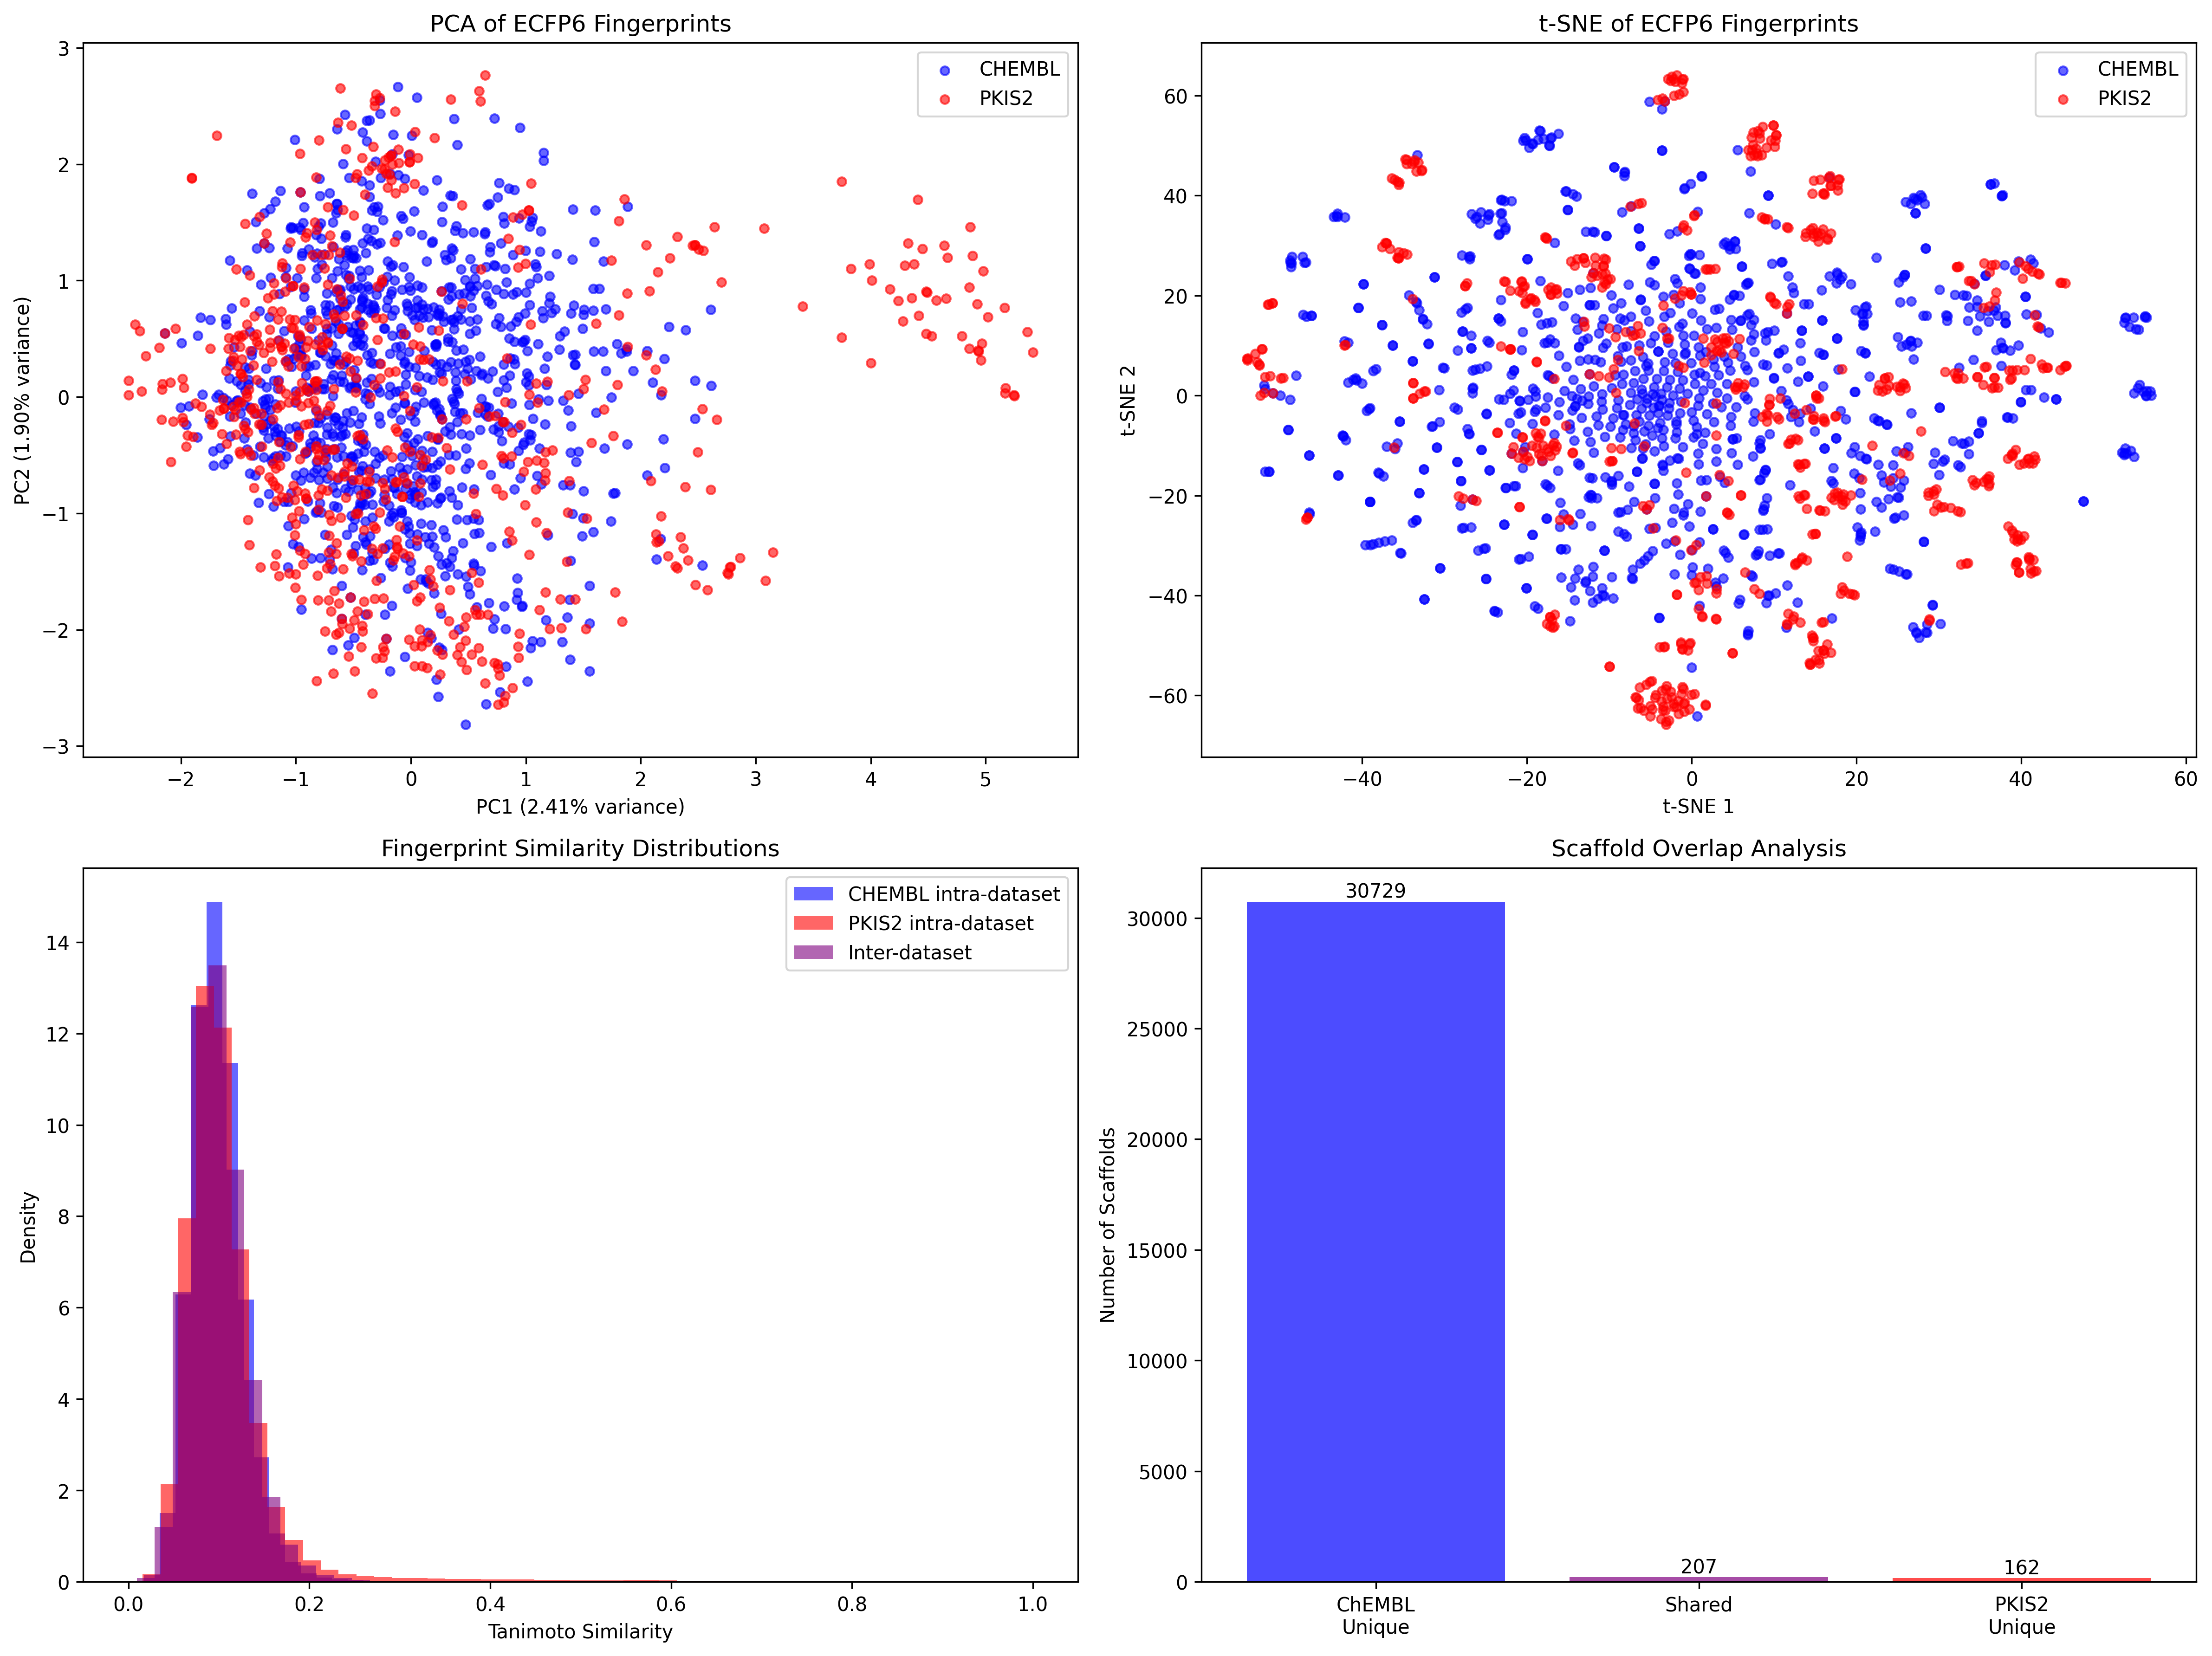 PCA of ECFP6 Fingerprints
CHEMBL
PKIS2
3
2
1
0
−1
−2
−3
PC2 (1.90% variance)
−2
−1
0
1
2
3
4
5
PC1 (2.41% variance)
t-SNE of ECFP6 Fingerprints
CHEMBL
PKIS2
60
40
20
0
−20
−40
−60
t-SNE 2
−40
−20
0
20
40
60
t-SNE 1
Fingerprint Similarity Distributions
CHEMBL intra-dataset
PKIS2 intra-dataset
Inter-dataset
14
12
10
8
6
4
2
0
Density
0.0
0.2
0.4
0.6
0.8
1.0
Tanimoto Similarity
Scaffold Overlap Analysis
30729
207
162
30000
25000
20000
15000
10000
5000
0
Number of Scaffolds
ChEMBL
Unique
Shared
PKIS2
Unique